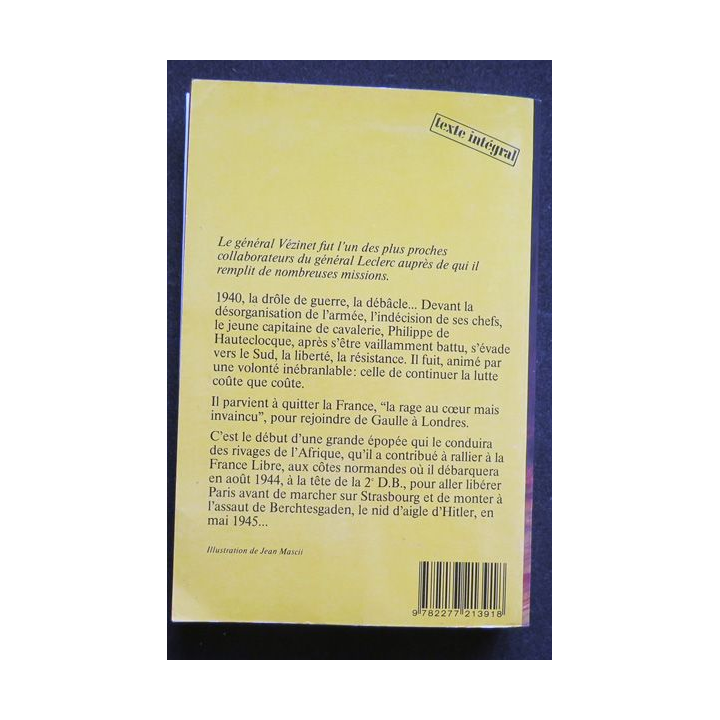 texte intégral
Le général Vézinet fut l'un des plus proches
collaborateurs du général Leclerc auprès de qui il
remplit de nombreuses missions.
1940, la drôle de guerre, la débâcle... Devant la
désorganisation de l'armée, l'indécision de ses chefs,
le jeune capitaine de cavalerie, Philippe de
Hauteclocque, après s'être vaillamment battu, s'évade
vers le Sud, la liberté, la résistance. Il fuit, animé par
une volonté inébranlable: celle de continuer la lutte
coûte que coûte.
Il parvient à quitter la France, "la rage au cœur mais
invaincu", pour rejoindre de Gaulle à Londres.
C'est le début d'une grande épopée qui le conduira
des rivages de l'Afrique, qu'il a contribué à rallier à la
France Libre, aux côtes normandes où il débarquera
en août 1944, à la tête de la 2e D.B., pour aller libérer
Paris avant de marcher sur Strasbourg et de monter à
l'assaut de Berchtesgaden, le nid d'aigle d'Hitler, en
mai 1945...
Illustration de Jean Mascii
9 782277 213918